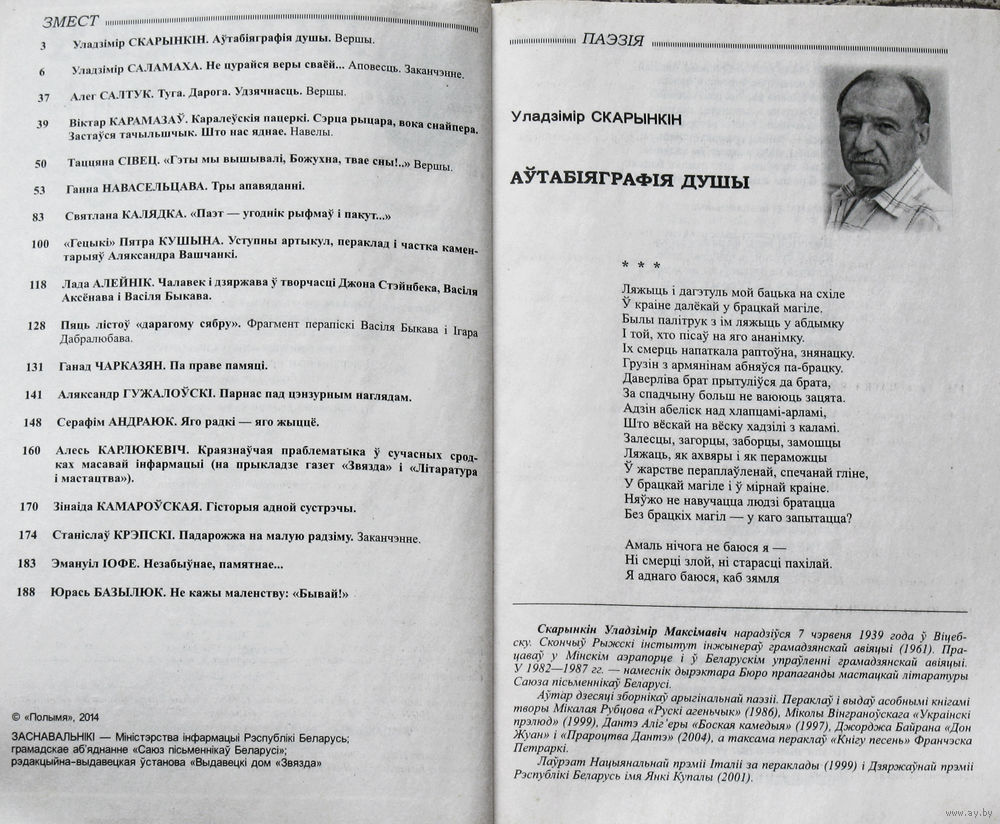 ЗМЕСТ
3 Уладзімір СКАРЫНКІН. Аўтабіяграфія душы. Вершы.
6 Уладзімір САЛАМАХА. Не цурайся веры сваёй... Аповесць. Заканчэнне.
37 Алег САЛТУК. Туга. Дарога. Удзячнасць. Вершы.
39 Віктар КАРАМАЗАЎ. Каралеўскія пацеркі. Сэрца рыцара, вока снайпера.
Застаўся тачыльшчык. Што нас яднае. Навелы.
50 Таццяна СІВЕЦ. «Гэты мы вышывалі, Божухна, твае сны!..» Вершы.
53 Ганна НАВАСЕЛЬЦАВА. Тры апавяданні.
83 Святлана КАЛЯДКА. «Паэт — угоднік рыфмаў і пакут...»
100 «Гецыкі» Пятра КУШЫНА. Уступны артыкул, пераклад і частка камен-
тарыяў Аляксандра Вашчанкі.
118 Лада АЛЕЙНІК. Чалавек і дзяржава ў творчасці Джона Стэйнбека, Васіля
Аксёнава і Васіля Быкава.
128 Пяць лістоў «дарагому сябру». Фрагмент перапіскі Васіля Быкава і Ігара
Дабралюбава.
131 Ганад ЧАРКАЗЯН. Па праве памяці.
141 Аляксандр ГУЖАЛОЎСКІ. Парнас пад цэнзурным наглядам.
148 Серафім АНДРАЮК. Яго радкі — яго жыццё.
160 Алесь КАРЛЮКЕВІЧ. Краязнаўчая праблематыка ў сучасных срод-
ках масавай інфармацыі (на прыкладзе газет «Звязда» і «Літаратура
і мастацтва»).
170 Зінаіда КАМАРОЎСКАЯ. Гісторыя адной сустрэчы.
174 Станіслаў КРЭПСКІ. Падарожжа на малую радзіму. Заканчэнне.
183 Эмануіл ІОФЕ. Незабыўнае, памятнае...
188 Юрась БАЗЫЛЮК. Не кажы маленству: «Бывай!»
© «Полымя», 2014
ЗАСНАВАЛЬНІКІ — Міністэрства інфармацыі Рэспублікі Беларусь;
грамадскае аб'яднанне «Саюз пісьменнікаў Беларусі»;
рэдакцыйна-выдавецкая ўстанова «Выдавецкі дом «Звязда»
ПАЭЗІЯ
Уладзімір СКАРЫНКІН
АЎТАБІЯГРАФІЯ ДУШЫ
* * *
Ляжыць і дагэтуль мой бацька на схіле
Ў краіне далёкай у брацкай магіле.
Былы палітрук з ім ляжыць у абдымку
І той, хто пісаў на яго ананімку.
Іх смерць напаткала раптоўна, знянацку.
Грузін з армянінам абняўся па-брацку.
Даверліва брат прытуліўся да брата,
За спадчыну больш не ваююць зацята.
Адзін абеліск над хлапцамі-арламі,
Што вёскай на вёску хадзілі з каламі.
Залесцы, загорцы, заборцы, замошцы
Ляжаць, як ахвяры і як пераможцы
Ў жарстве пераплаўленай, спечанай гліне,
У брацкай магіле і ў мірнай краіне.
Няўжо не навучацца людзі братацца
Без брацкіх магіл — у каго запытацца?
Амаль нічога не баюся я —
Ні смерці злой, ні старасці пахілай.
Я аднаго баюся, каб зямля
Скарынкін Уладзімір Максімавіч нарадзіўся 7 чэрвеня 1939 года ў Віцеб-
ску. Скончыў Рыжскі інстытут інжынераў грамадзянскай авіяцыі (1961). Пра-
цаваў у Мінскім аэрапорце і ў Беларускім упраўленні грамадзянскай авіяцыі.
У 1982—1987 гг. — намеснік дырэктара Бюро прапаганды мастацкай літаратуры
Саюза пісьменнікаў Беларусі.
Аўтар дзесяці зборнікаў арыгінальнай паэзіі. Пераклаў і выдаў асобнымі кнігамі
творы Мікалая Рубцова «Рускі агеньчык» (1986), Міколы Вінграноўскага «Украінскі
прэлюд» (1999), Дантэ Аліг'еры «Боская камедыя» (1997), Джорджа Байрана «Дон
Жуан» і «Прароцтва Дантэ» (2004), а таксама пераклаў «Кнігу песень» Франчэска
Петраркі.
Лаўрэат Нацыянальнай прэміі Італіі за пераклады (1999) і Дзяржаўнай прэміі
Рэспублікі Беларусь імя Янкі Купалы (2001).
www.ay.by